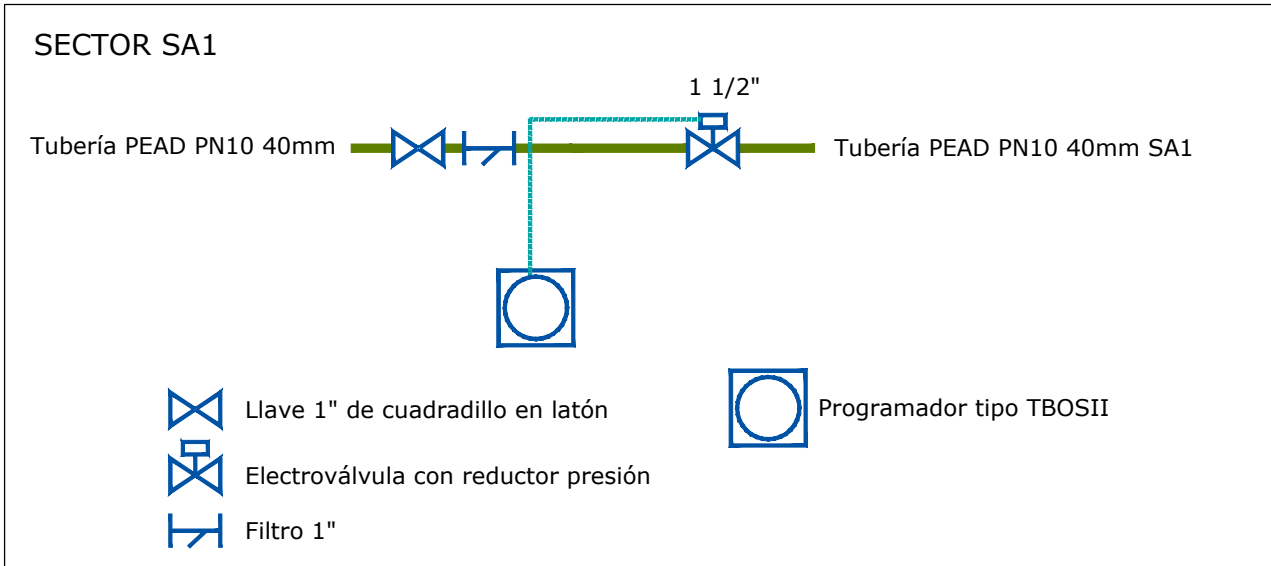 SECTOR SA1
1 1/2"
Tubería PEAD PN10 40mm
Tubería PEAD PN10 40mm SA1
Llave 1" de cuadradillo en latón
Programador tipo TBOSII
Electroválvula con reductor presión
Filtro 1"